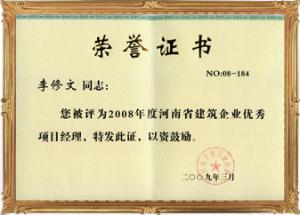 荣誉证书
NO:08-184
李修文同志：
您被评为2008年度河南省建筑企业优秀
项目经理，特发此证，以资鼓励。
二〇〇九年三月